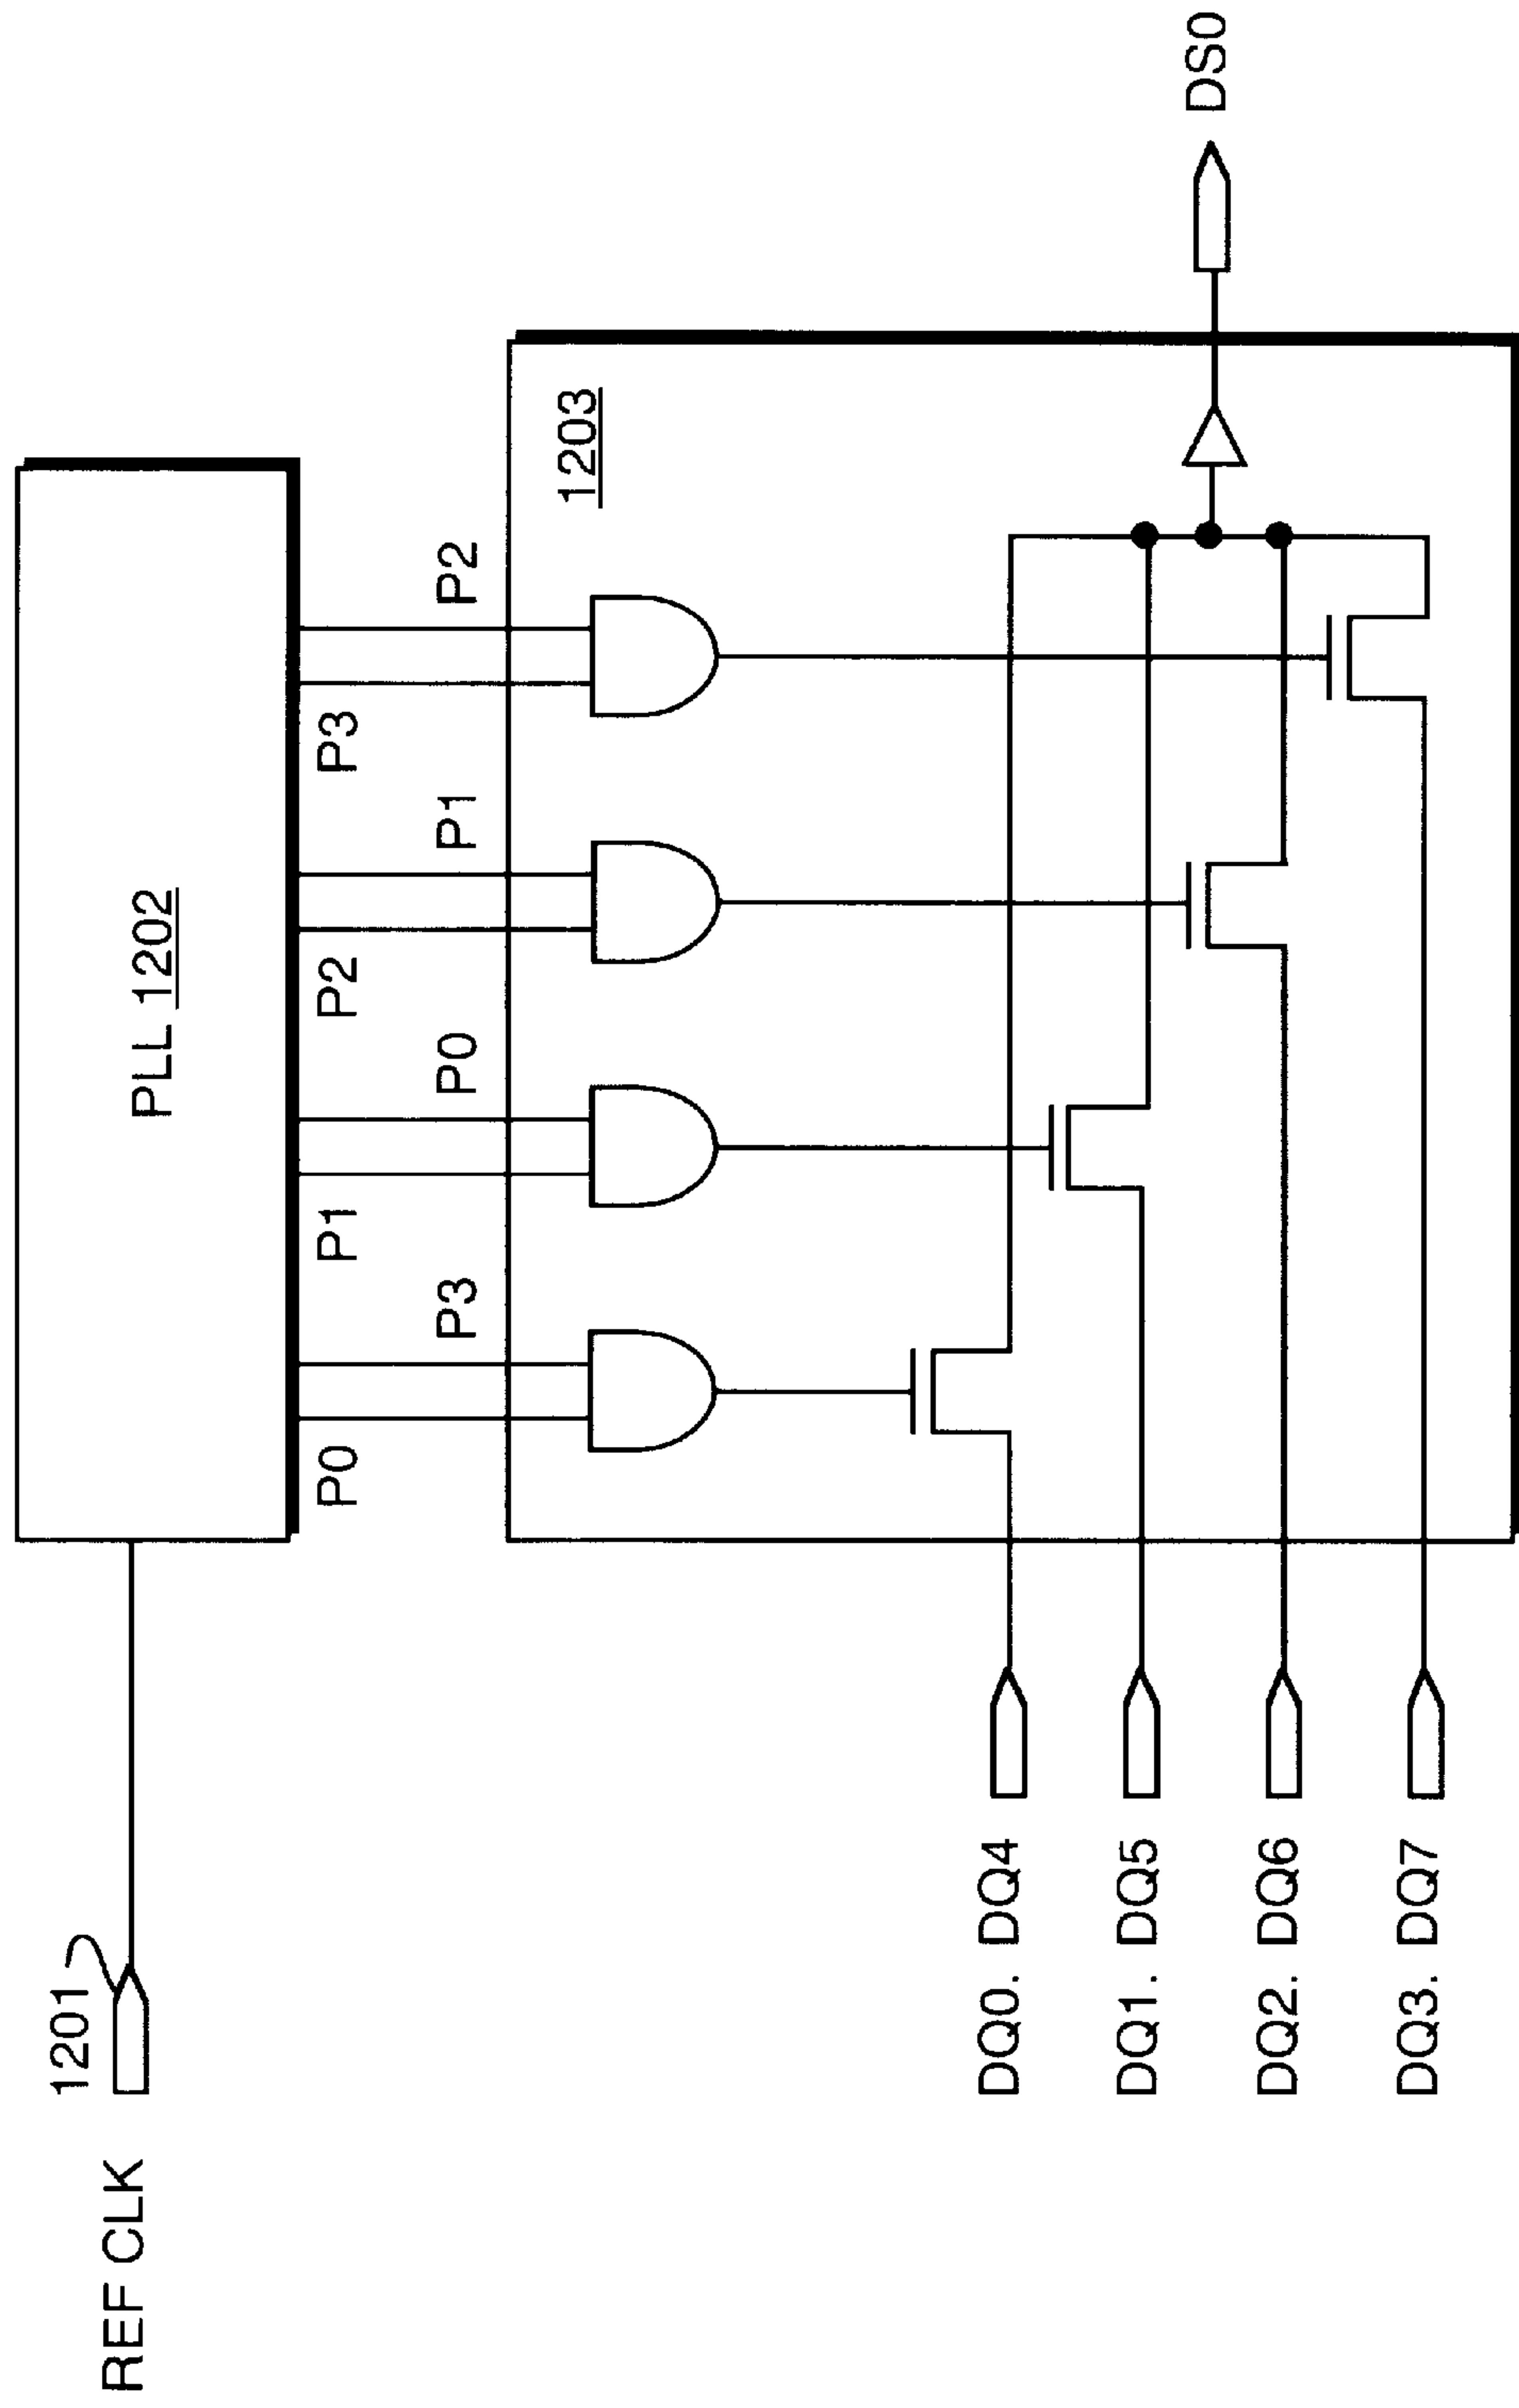 REF CLK
1201
PLL 1202
P0
P3
P1
P0
P2
P1
P3
P2
1203
DQ0. DQ4
DQ1. DQ5
DQ2. DQ6
DQ3. DQ7
DS0